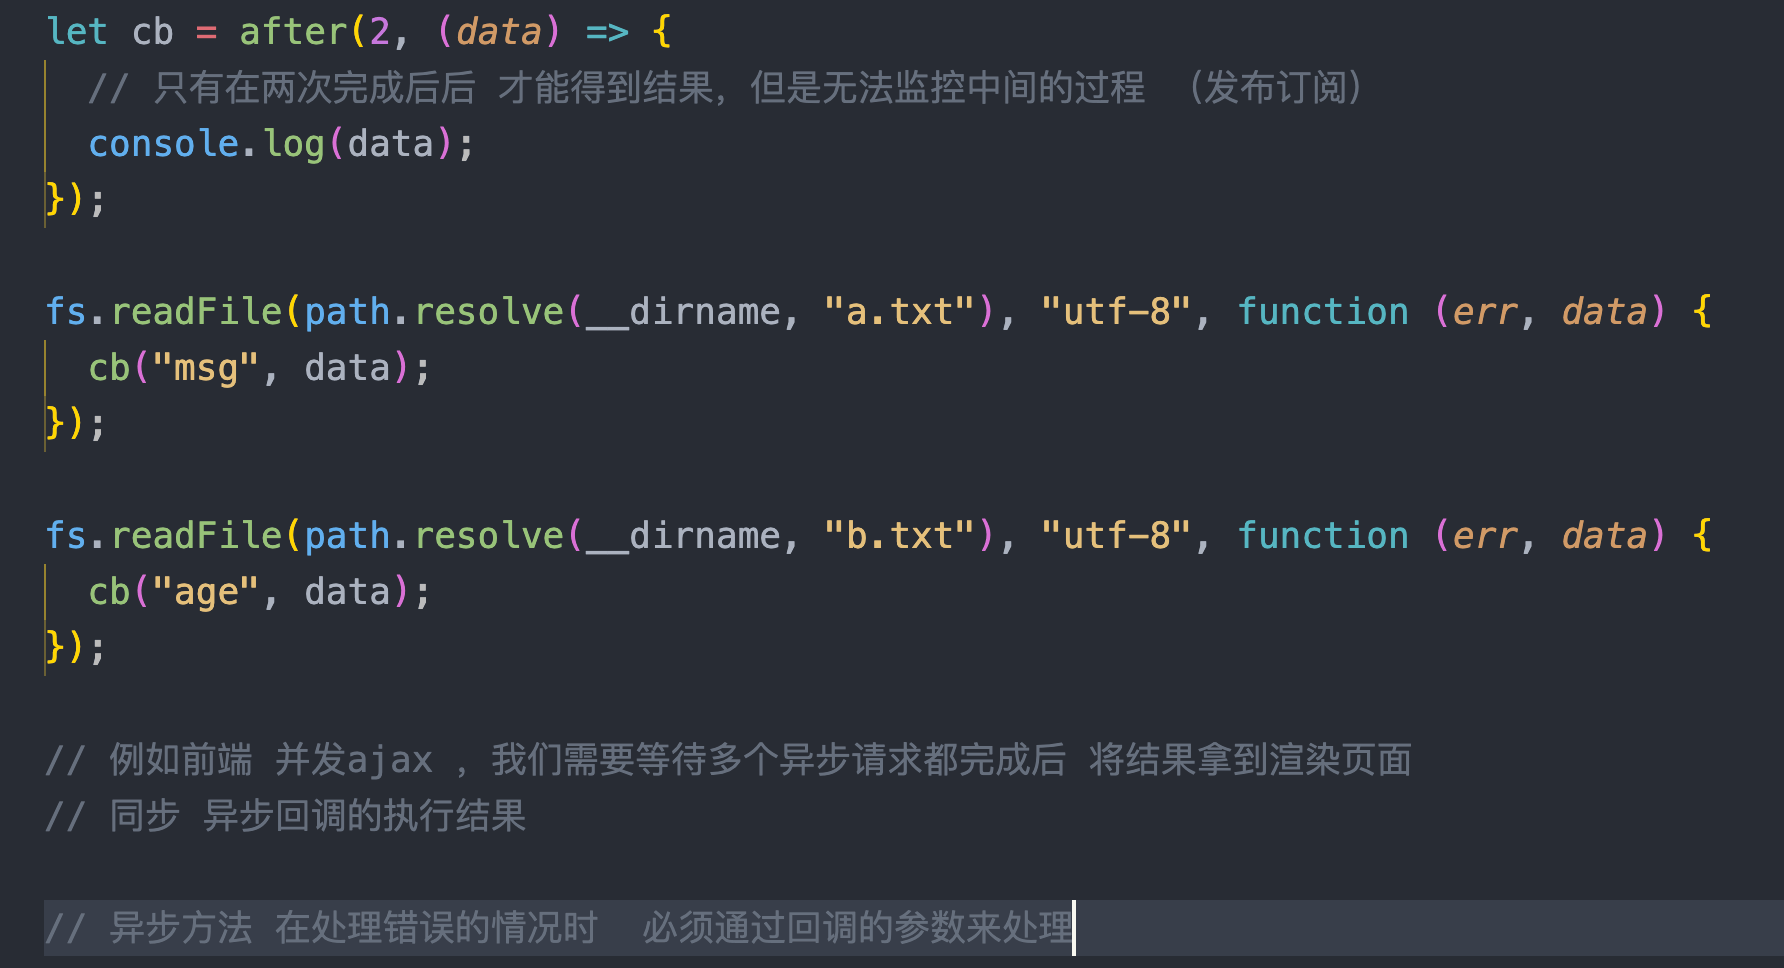 let cb = after(2, (data) => {
  // 只有在两次完成后后 才能得到结果，但是无法监控中间的过程 （发布订阅）
  console.log(data);
});

fs.readFile(path.resolve(__dirname, "a.txt"), "utf-8", function (err, data) {
  cb("msg", data);
});

fs.readFile(path.resolve(__dirname, "b.txt"), "utf-8", function (err, data) {
  cb("age", data);
});

// 例如前端 并发ajax ，我们需要等待多个异步请求都完成后 将结果拿到渲染页面
// 同步 异步回调的执行结果

// 异步方法 在处理错误的情况时  必须通过回调的参数来处理